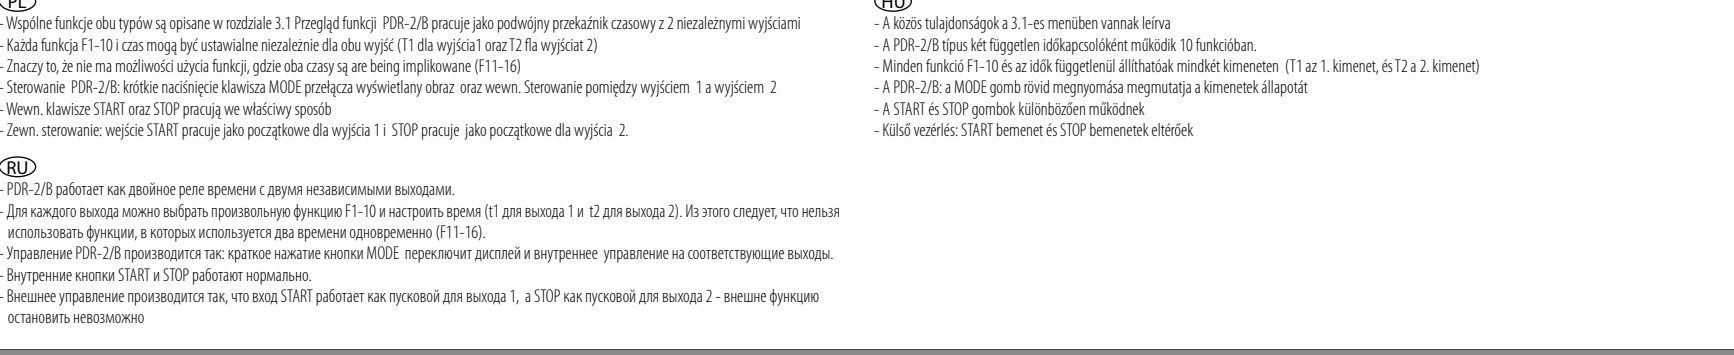 PL
- Wspólne funkcje obu typów są opisane w rozdziale 3.1 Przegląd funkcji  PDR-2/B pracuje jako podwójny przekaźnik czasowy z 2 niezależnymi wyjściami
- Każda funkcja F1-10 i czas mogą być ustawialne niezależnie dla obu wyjść (T1 dla wyjścia1 oraz T2 fla wyjściat 2)
- Znaczy to, że nie ma możliwości użycia funkcji, gdzie oba czasy są are being implikowane (F11-16)
- Sterowanie  PDR-2/B: krótkie naciśnięcie klawisza MODE przełącza wyświetlany obraz  oraz wewn. Sterowanie pomiędzy wyjściem  1 a wyjściem  2
- Wewn. klawisze START oraz STOP pracują we właściwy sposób
- Zewn. sterowanie: wejście START pracuje jako początkowe dla wyjścia 1 i  STOP pracuje  jako początkowe dla wyjścia  2.
RU
- PDR-2/B работает как двойное реле времени с двумя независимыми выходами.
- Для каждого выхода можно выбрать произвольную функцию F1-10 и настроить время (t1 для выхода 1 и  t2 для выхода 2). Из этого следует, что нельзя
использовать функции, в которых используется два времени одновременно (F11-16).
- Управление PDR-2/B производится так: краткое нажатие кнопки MODE  переключит дисплей и внутреннее  управление на соответствующие выходы.
- Внутренние кнопки START и STOP работают нормально.
- Внешнее управление производится так, что вход START работает как пусковой для выхода 1,  а STOP как пусковой для выхода 2 - внешне функцию
остановить невозможно
HU
- A közös tulajdonságok a 3.1-es menüben vannak leírva
- A PDR-2/B típus két független időkapcsolóként működik 10 funkcióban.
- Minden funkció F1-10 és az idők függetlenül állíthatóak mindkét kimeneten  (T1 az 1. kimenet, és T2 a 2. kimenet)
- A PDR-2/B: a MODE gomb rövid megnyomása megmutatja a kimenetek állapotát
- A START és STOP gombok különbözően működnek
- Külső vezérlés: START bemenet és STOP bemenetek eltérőek